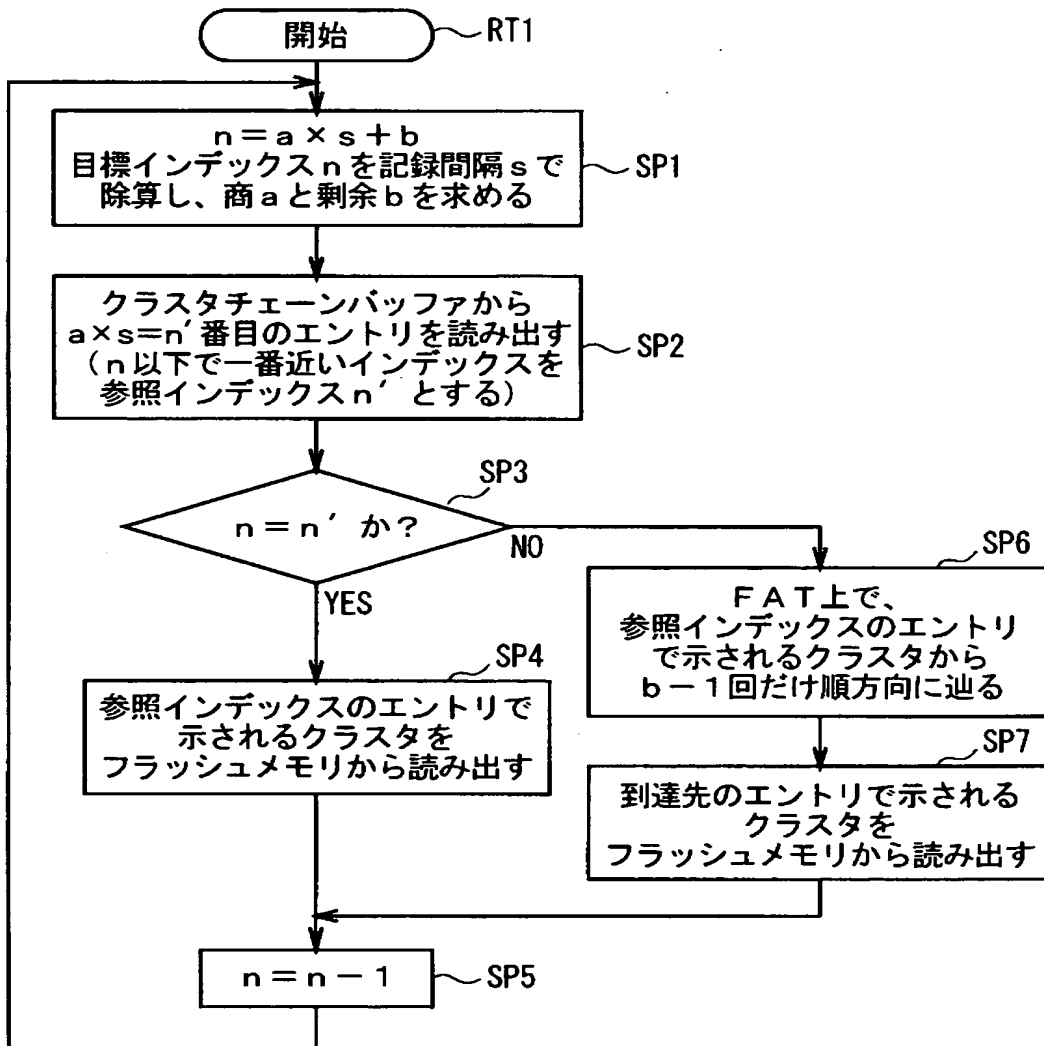 開始
RT1
n=a×s+b
目標インデックスnを記録間隔sで
除算し、商aと剰余bを求める
SP1
クラスタチェーンバッファから
a×s=n′番目のエントリを読み出す
(n以下で一番近いインデックスを
参照インデックスn′とする)
SP2
SP3
n=n′か?
NO
YES
SP6
FAT上で、
参照インデックスのエントリ
で示されるクラスタから
b-1回だけ順方向に辿る
SP4
参照インデックスのエントリで
示されるクラスタを
フラッシュメモリから読み出す
SP7
到達先のエントリで示される
クラスタを
フラッシュメモリから読み出す
n=n-1
SP5